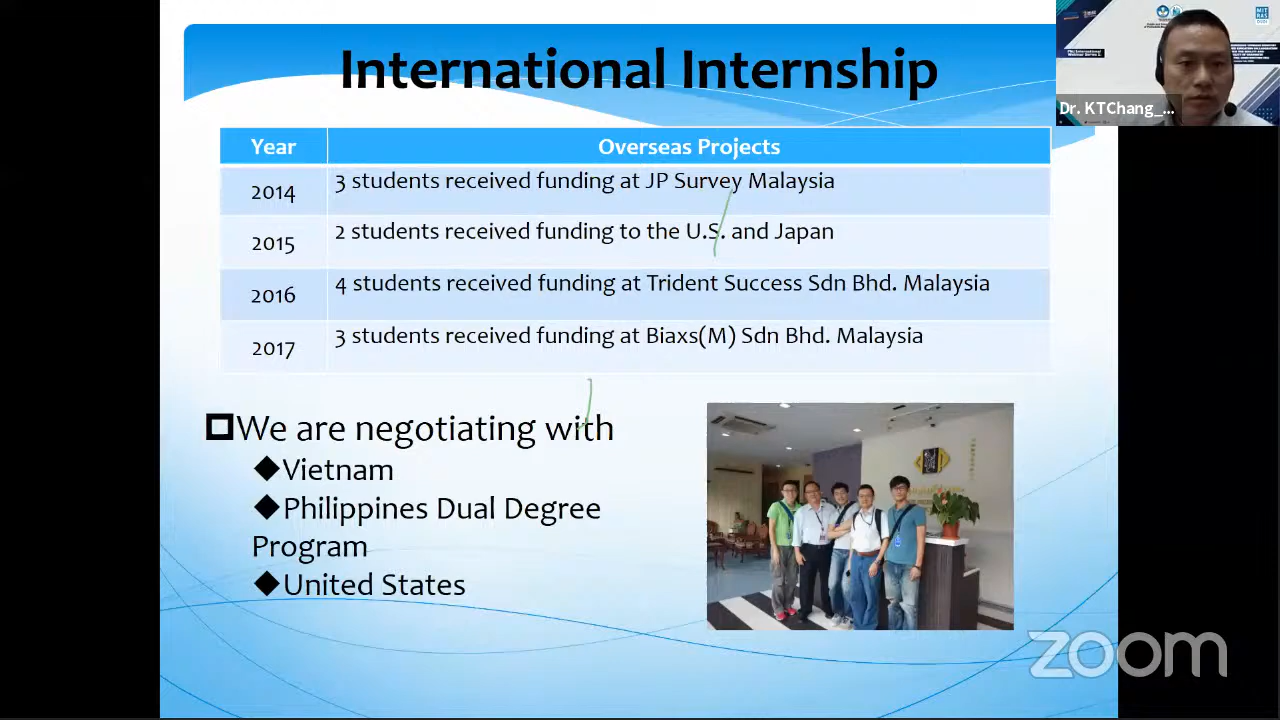 International Internship
Year Overseas Projects
2014 3 students received funding at JP Survey Malaysia
2015 2 students received funding to the U.S. and Japan
2016 4 students received funding at Trident Success Sdn Bhd. Malaysia
2017 3 students received funding at Biaxs(M) Sdn Bhd. Malaysia
We are negotiating with
Vietnam
Philippines Dual Degree
Program
United States
Dr. KTChang_...
zoom